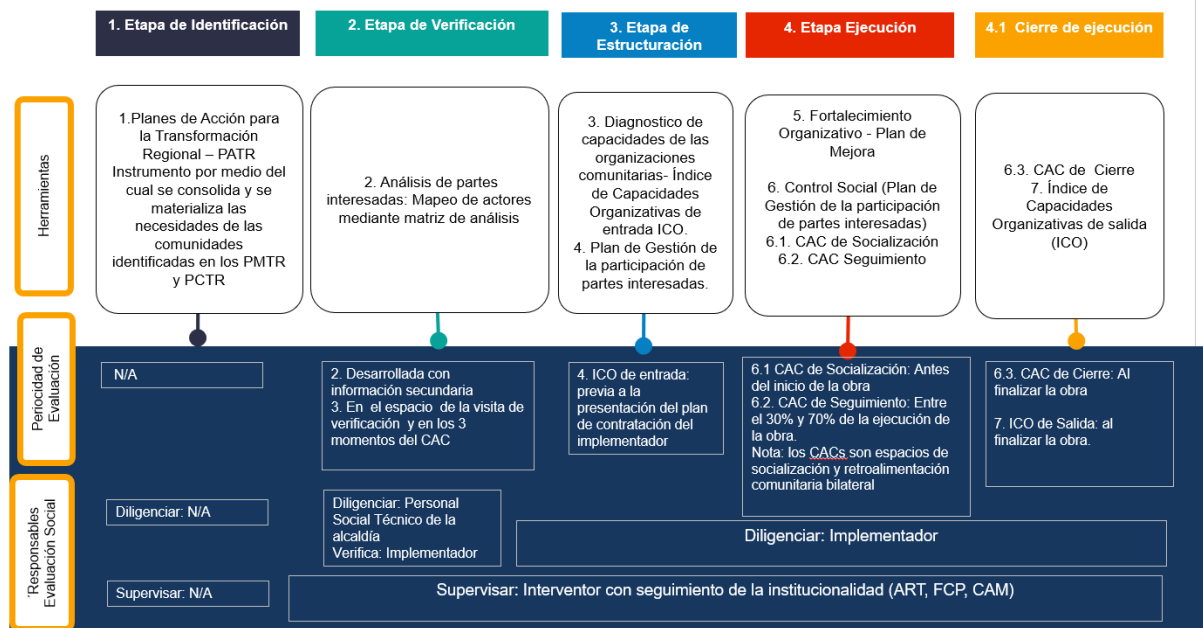 1. Etapa de Identificación
2. Etapa de Verificación
3. Etapa de
Estructuración
4. Etapa Ejecución
4.1 Cierre de ejecución
Herramientas
1.Planes de Acción para
la Transformación
Regional – PATR
Instrumento por medio del
cual se consolida y se
materializa las
necesidades de las
comunidades
identificadas en los PMTR
y PCTR
2. Análisis de partes
interesadas: Mapeo de actores
mediante matriz de análisis
3. Diagnostico de
capacidades de las
organizaciones
comunitarias- Índice
de Capacidades
Organizativas de
entrada ICO.
4. Plan de Gestión de
la participación de
partes interesadas.
5. Fortalecimiento
Organizativo - Plan de
Mejora
6. Control Social (Plan de
Gestión de la participación
de partes interesadas)
6.1. CAC de Socialización
6.2. CAC Seguimiento
6.3. CAC de Cierre
7. Índice de
Capacidades
Organizativas de salida
(ICO)
Periocidad de
Evaluación
N/A
2. Desarrollada con
información secundaria
3. En el espacio de la visita de
verificación y en los 3
momentos del CAC
4. ICO de entrada:
previa a la
presentación del plan
de contratación del
implementador
6.1 CAC de Socialización: Antes
del inicio de la obra
6.2. CAC de Seguimiento: Entre
el 30% y 70% de la ejecución de
la obra.
Nota: los CACs son espacios de
socialización y retroalimentación
comunitaria bilateral
6.3. CAC de Cierre: Al
finalizar la obra
7. ICO de Salida: al
finalizar la obra.
´Responsables
Evaluación Social
Diligenciar: N/A
Diligenciar: Personal
Social Técnico de la
alcaldía
Verifica: Implementador
Diligenciar: Implementador
Supervisar: N/A
Supervisar: Interventor con seguimiento de la institucionalidad (ART, FCP, CAM)